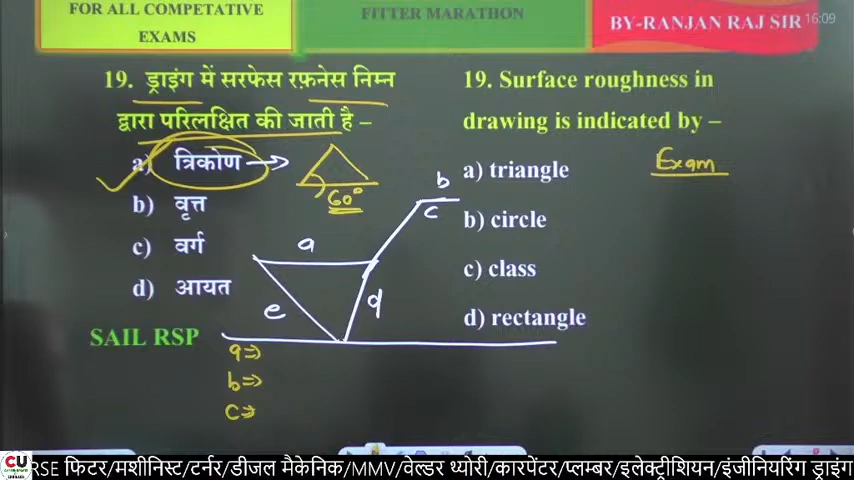 FOR ALL COMPETATIVE
EXAMS
FITTER MARATHON
BY-RANJAN RAJ SIR
16:09
19. ड्राइंग में सरफेस रफ़नेस निम्न
द्वारा परिलक्षित की जाती है –
a) त्रिकोण
b) वृत्त
c) वर्ग
d) आयत
SAIL RSP
19. Surface roughness in
drawing is indicated by –
a) triangle
b) circle
c) class
d) rectangle
Exam
60°
a
b
c
d
e
a⇒
b⇒
c⇒
CU
RSE फिटर/मशीनिस्ट/टर्नर/डीजल मैकेनिक/MMV/वेल्डर थ्योरी/कारपेंटर/प्लम्बर/इलेक्ट्रीशियन/इंजीनियरिंग ड्राइंग